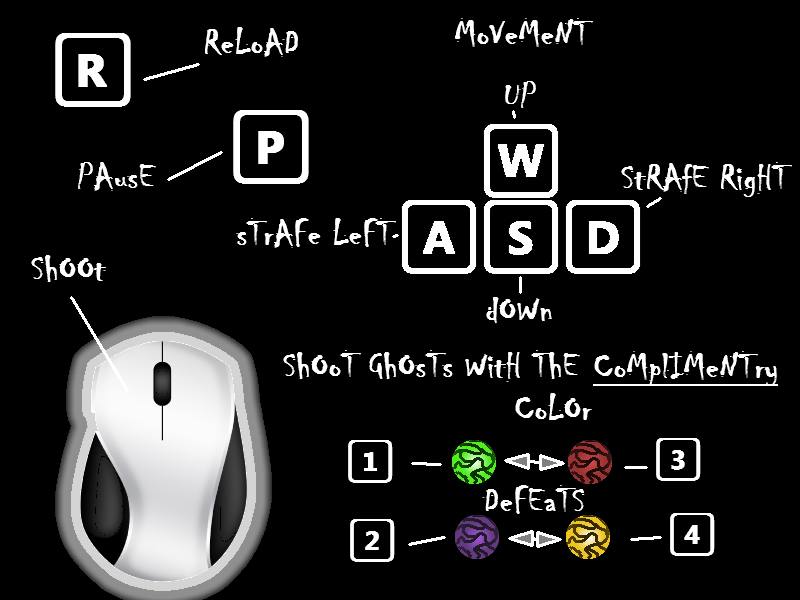 ReLoAD
MoVeMeNT
R
UP
P
PAusE
W
StRAfE RigHT
sTrAFe LeFT
A S D
ShOOt
dOWn
ShOoT GhOsTs WitH ThE CoMplIMeNTry
CoLOr
1
3
DeFEaTS
2
4